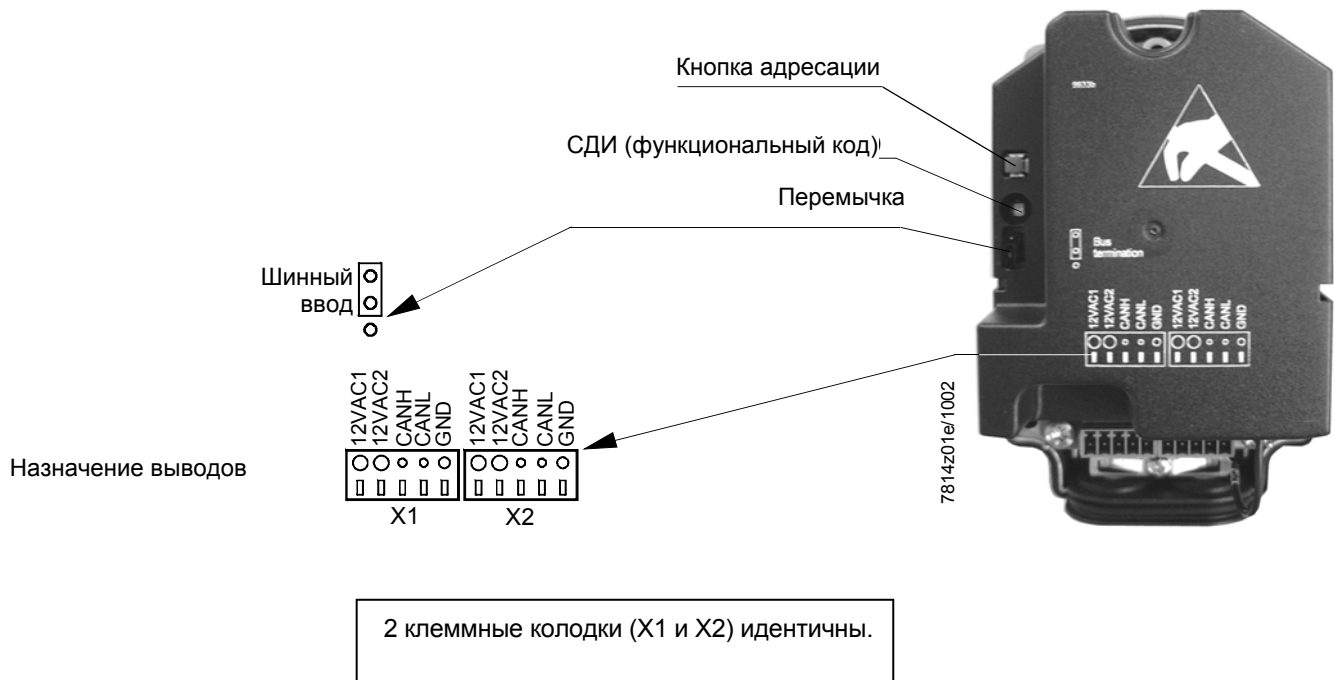 Кнопка адресации
СДИ (функциональный код)
Перемычка
Шинный
ввод
Bus
termination
12VAC1
12VAC2
CANH
CANL
GND
12VAC1
12VAC2
CANH
CANL
GND
12VAC1
12VAC2
CANH
CANL
GND
12VAC1
12VAC2
CANH
CANL
GND
Назначение выводов
X1
X2
7814z01e/1002
2 клеммные колодки (X1 и X2) идентичны.